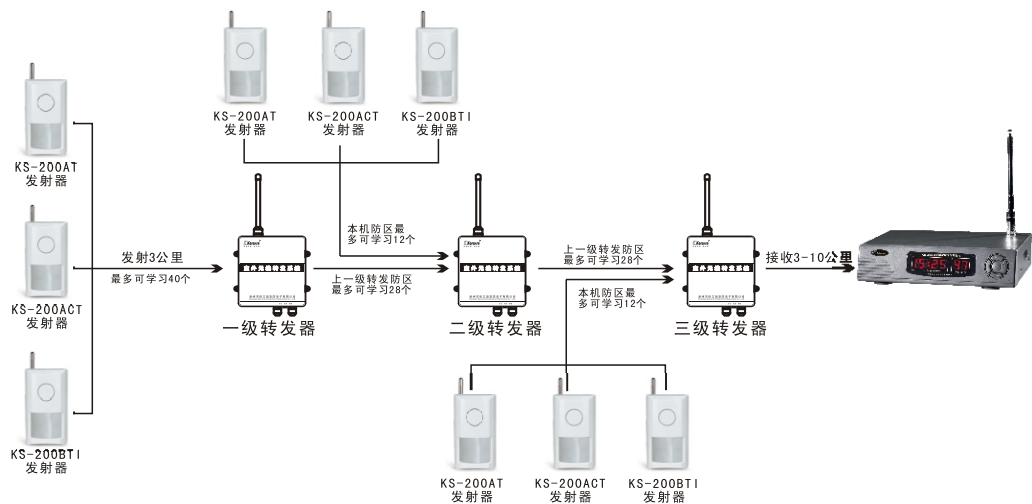 KS-200AT
发射器
KS-200ACT
发射器
KS-200BTI
发射器
KS-200AT
发射器
KS-200ACT
发射器
KS-200BTI
发射器
发射3公里
最多可学习40个
一级转发器
本机防区最
多可学习12个
上一级转发防区
最多可学习28个
二级转发器
上一级转发防区
最多可学习28个
本机防区最
多可学习12个
三级转发器
接收3-10公里
KS-200AT
发射器
KS-200ACT
发射器
KS-200BTI
发射器